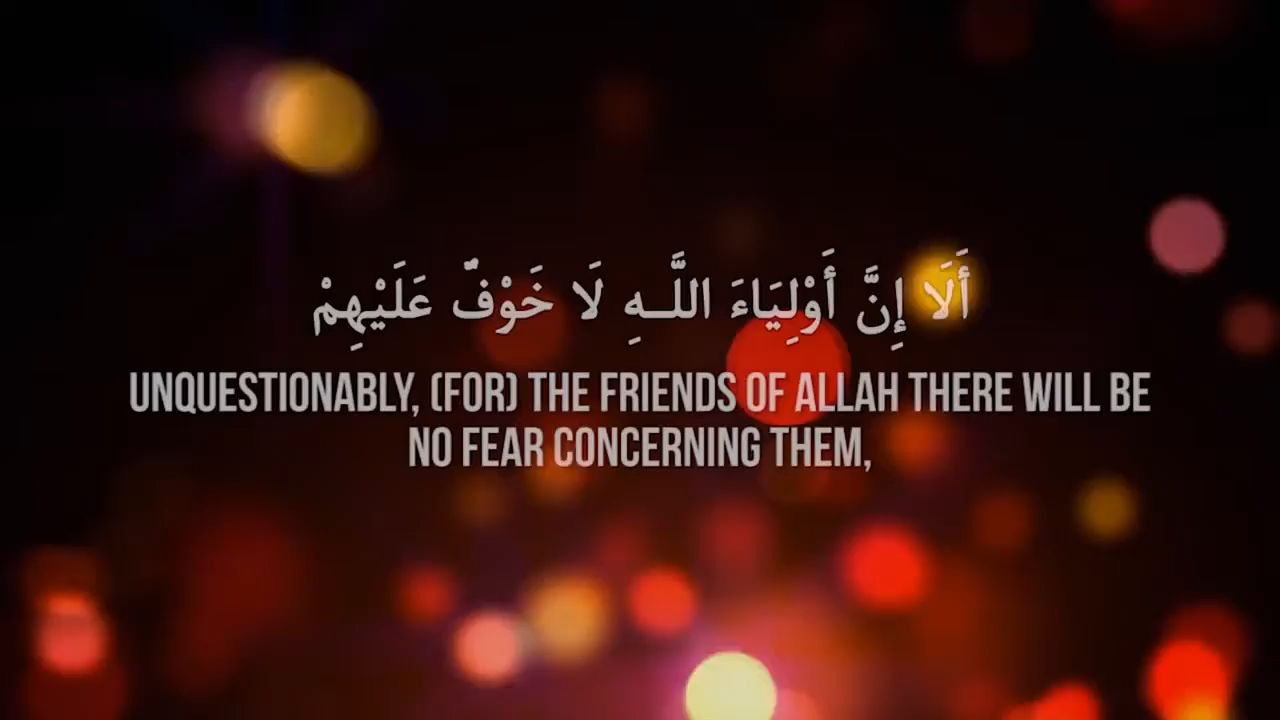 أَلَا إِنَّ أَوْلِيَاءَ اللَّـهِ لَا خَوْفٌ عَلَيْهِمْ
UNQUESTIONABLY, (FOR) THE FRIENDS OF ALLAH THERE WILL BE
NO FEAR CONCERNING THEM,